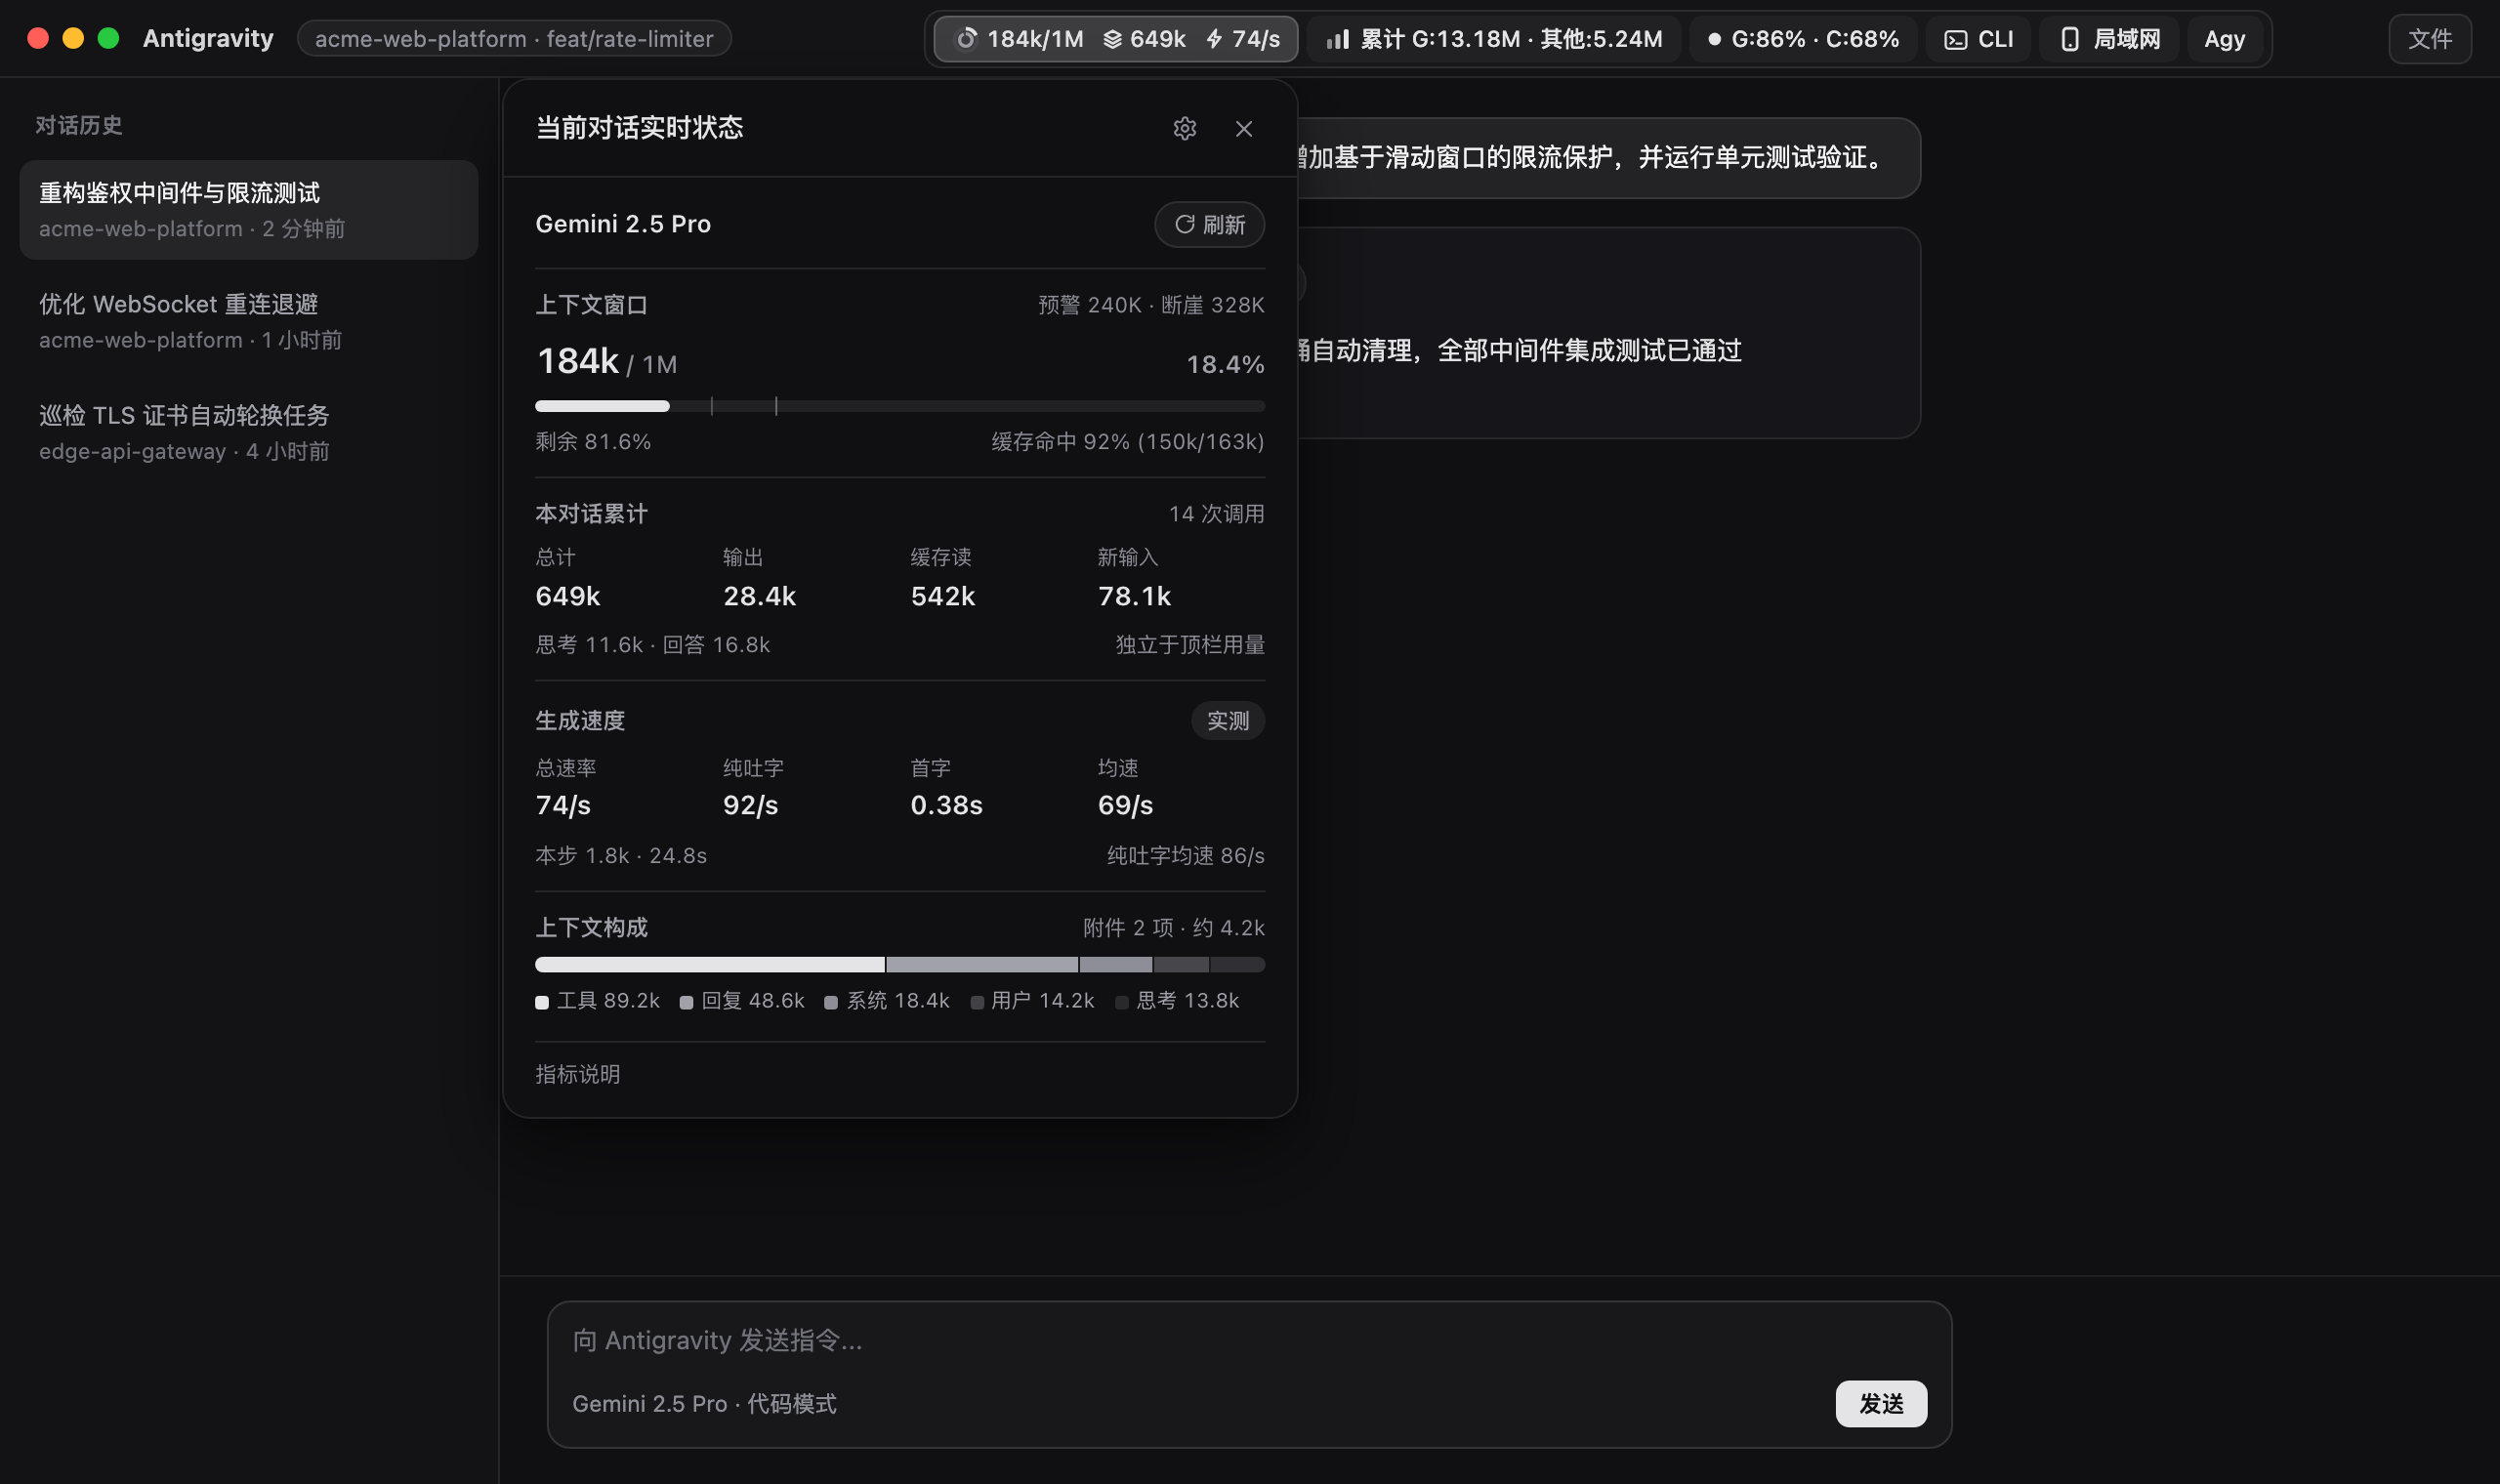 Antigravity
acme-web-platform · feat/rate-limiter
184k/1M 649k 74/s
累计 G:13.18M · 其他:5.24M
G:86% · C:68%
CLI
局域网
Agy
文件
对话历史
重构鉴权中间件与限流测试
acme-web-platform · 2 分钟前
优化 WebSocket 重连退避
acme-web-platform · 1 小时前
巡检 TLS 证书自动轮换任务
edge-api-gateway · 4 小时前
当前对话实时状态
Gemini 2.5 Pro
刷新
上下文窗口
预警 240K · 断崖 328K
184k / 1M
18.4%
剩余 81.6%
缓存命中 92% (150k/163k)
本对话累计
14 次调用
总计 输出 缓存读 新输入
649k 28.4k 542k 78.1k
思考 11.6k · 回答 16.8k
独立于顶栏用量
生成速度
实测
总速率 纯吐字 首字 均速
74/s 92/s 0.38s 69/s
本步 1.8k · 24.8s
纯吐字均速 86/s
上下文构成
附件 2 项 · 约 4.2k
工具 89.2k 回复 48.6k 系统 18.4k 用户 14.2k 思考 13.8k
指标说明
加基于滑动窗口的限流保护，并运行单元测试验证。
自动清理，全部中间件集成测试已通过
向 Antigravity 发送指令...
Gemini 2.5 Pro · 代码模式
发送